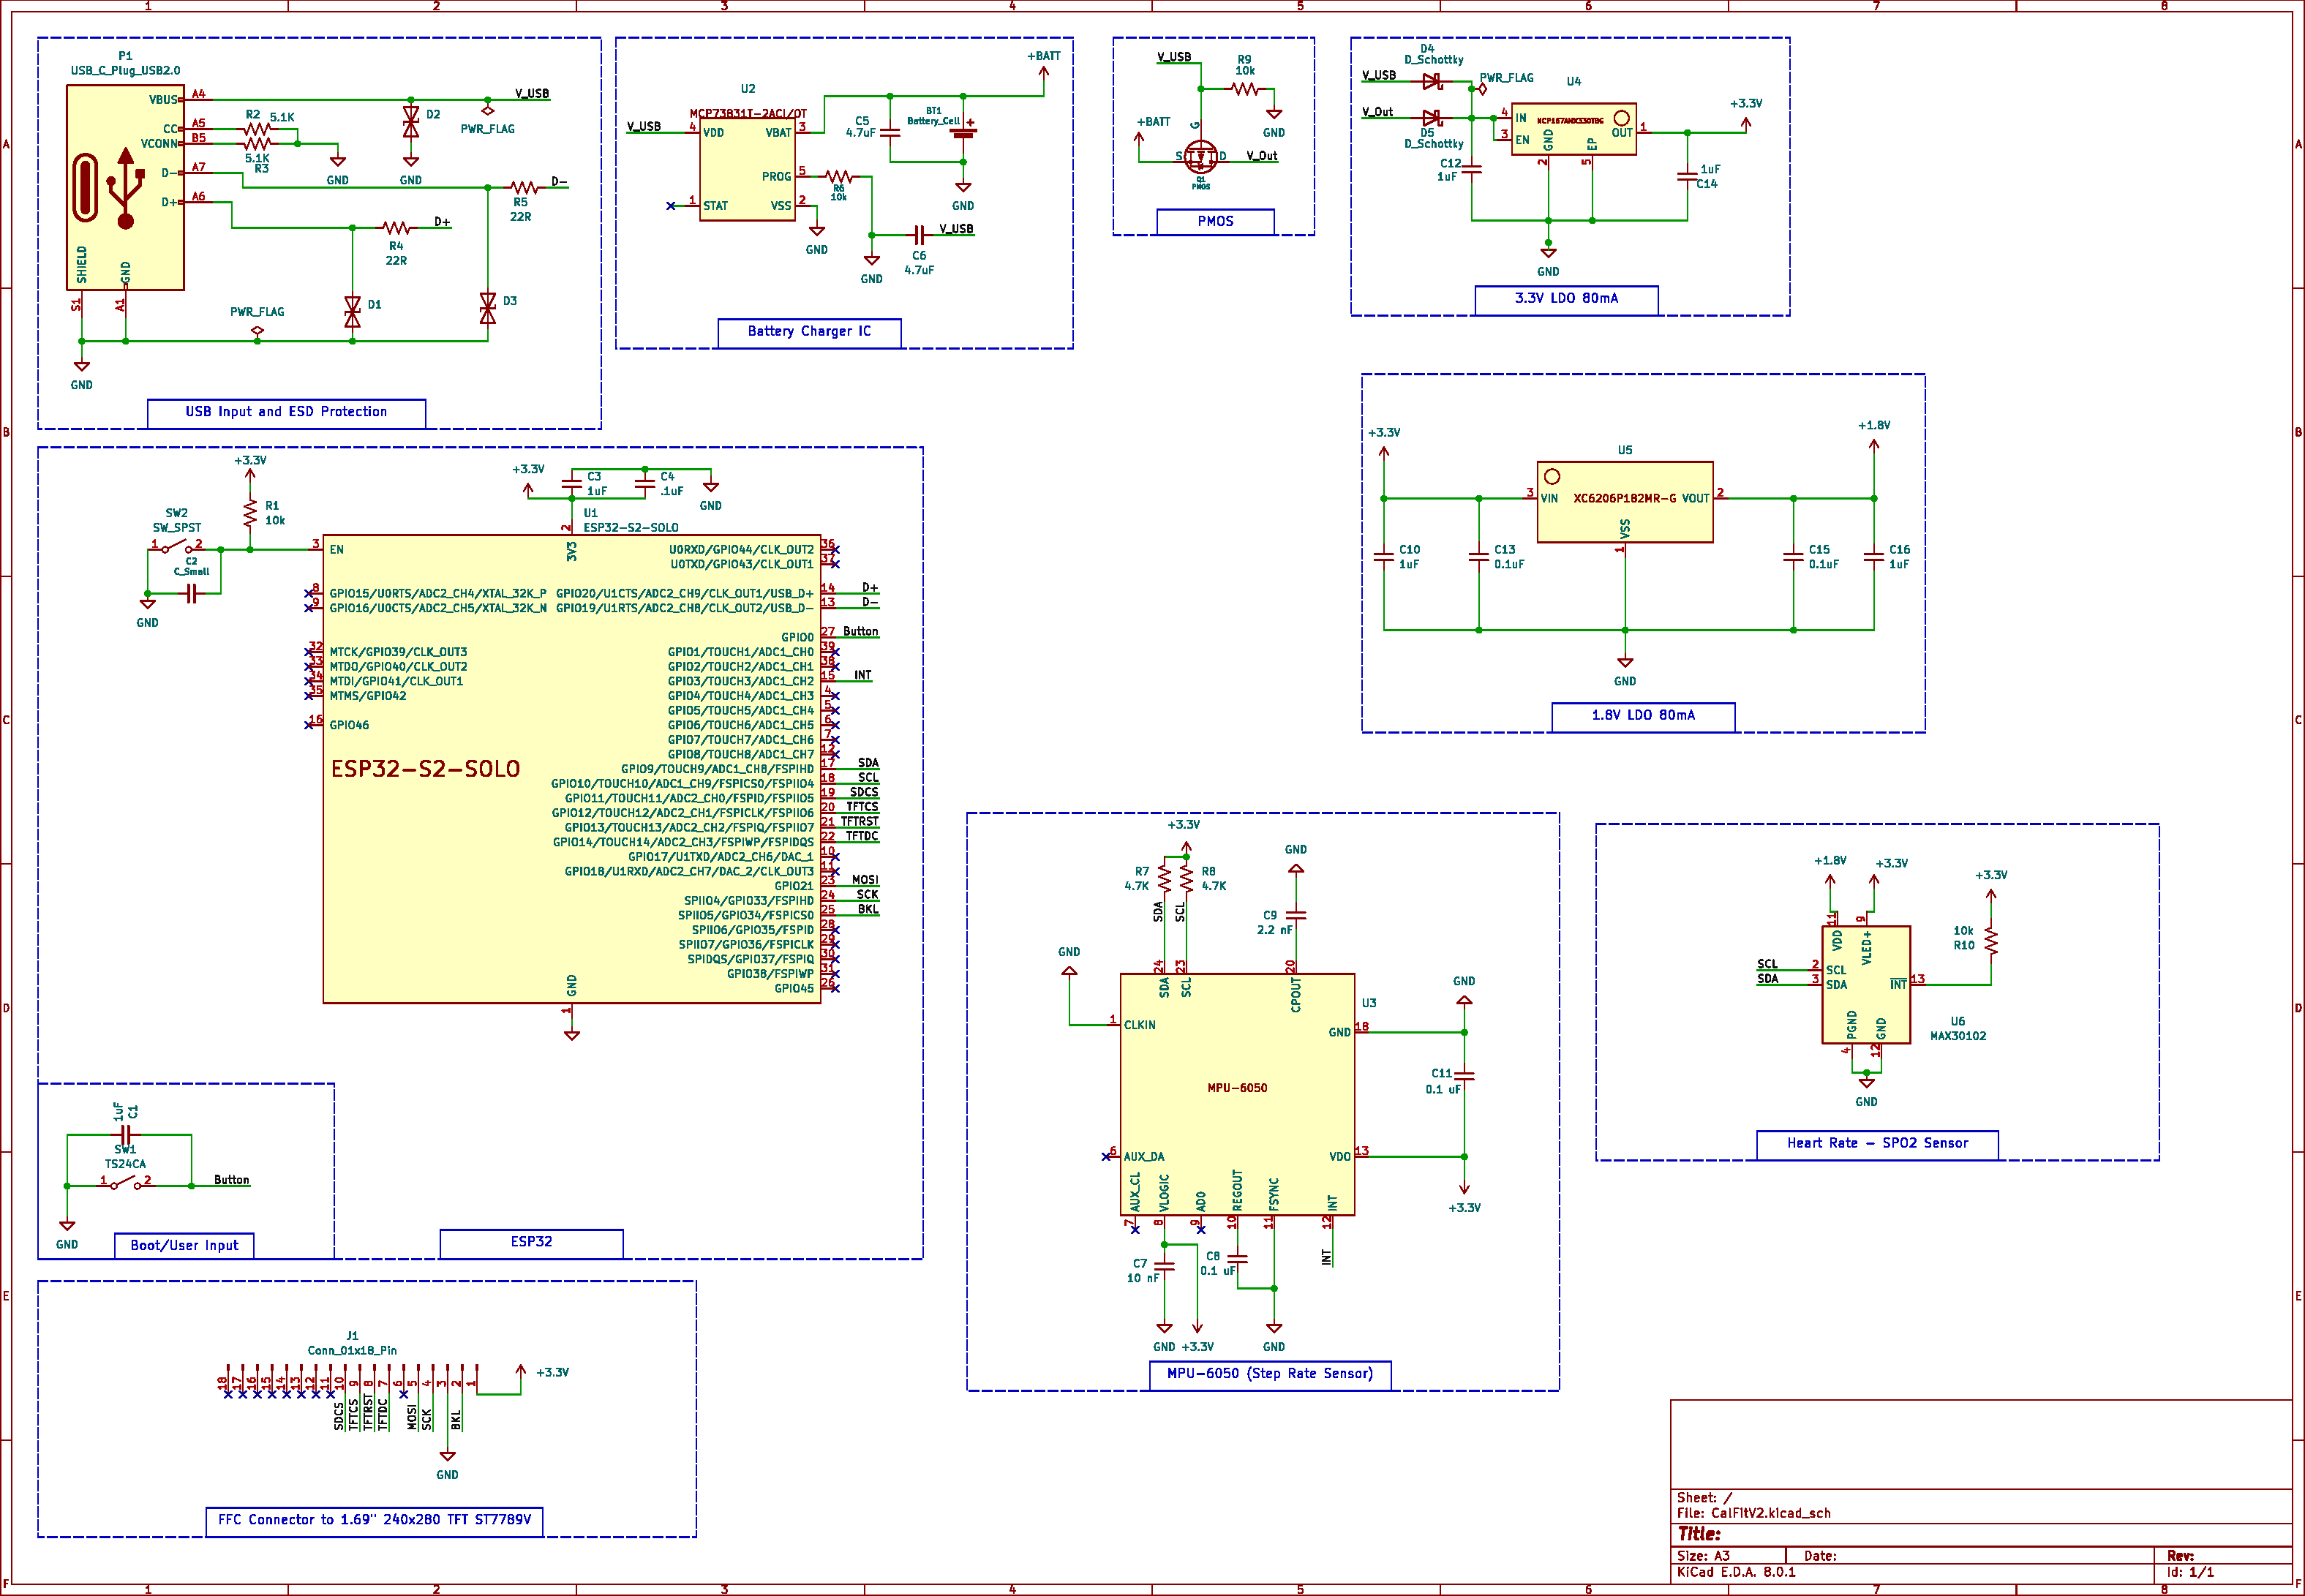 1 2 3 4 5 6 7 8
A
B
C
D
E
F
P1
USB_C_Plug_USB2.0
VBUS A4
V_USB
CC A5
R2 5.1K
VCONN B5
5.1K
R3
D- A7
D+ A6
D2
PWR_FLAG
GND
GND
D-
R5
22R
D+
R4
22R
SHIELD
GND
S1
A1
PWR_FLAG
D1
D3
GND
USB Input and ESD Protection
U2
MCP73831T-2ACI/OT
V_USB
4 VDD
VBAT 3
PROG 5
1 STAT
VSS 2
+BATT
C5
4.7uF
BT1
Battery_Cell
+
GND
R6
10k
GND
GND
V_USB
C6
4.7uF
Battery Charger IC
V_USB
R9
10k
GND
+BATT
G
S
D
V_Out
Q1
PMOS
PMOS
D4
D_Schottky
V_USB
PWR_FLAG
V_Out
D5
D_Schottky
C12
1uF
U4
NCP167AMX330TBG
4 IN
3 EN
GND
2
EP
5
OUT 1
+3.3V
1uF
C14
GND
3.3V LDO 80mA
+3.3V
U5
XC6206P182MR-G
3 VIN
VOUT 2
VSS
1
+1.8V
C10
1uF
C13
0.1uF
C15
0.1uF
C16
1uF
GND
1.8V LDO 80mA
+3.3V
R1
10k
SW2
SW_SPST
1 2
C2
C_Small
GND
+3.3V
C3
1uF
C4
.1uF
GND
U1
ESP32-S2-SOLO
2
3V3
3 EN
8 GPIO15/U0RTS/ADC2_CH4/XTAL_32K_P
9 GPIO16/U0CTS/ADC2_CH5/XTAL_32K_N
32 MTCK/GPIO39/CLK_OUT3
33 MTDO/GPIO40/CLK_OUT2
34 MTDI/GPIO41/CLK_OUT1
35 MTMS/GPIO42
16 GPIO46
ESP32-S2-SOLO
U0RXD/GPIO44/CLK_OUT2 36
U0TXD/GPIO43/CLK_OUT1 37
GPIO20/U1CTS/ADC2_CH9/CLK_OUT1/USB_D+ 14 D+
GPIO19/U1RTS/ADC2_CH8/CLK_OUT2/USB_D- 13 D-
GPIO0 27 Button
GPIO1/TOUCH1/ADC1_CH0 39
GPIO2/TOUCH2/ADC1_CH1 38
GPIO3/TOUCH3/ADC1_CH2 15 INT
GPIO4/TOUCH4/ADC1_CH3 4
GPIO5/TOUCH5/ADC1_CH4 5
GPIO6/TOUCH6/ADC1_CH5 6
GPIO7/TOUCH7/ADC1_CH6 7
GPIO8/TOUCH8/ADC1_CH7 12
GPIO9/TOUCH9/ADC1_CH8/FSPIHD 17 SDA
GPIO10/TOUCH10/ADC1_CH9/FSPICS0/FSPIIO4 18 SCL
GPIO11/TOUCH11/ADC2_CH0/FSPID/FSPIIO5 19 SDCS
GPIO12/TOUCH12/ADC2_CH1/FSPICLK/FSPIIO6 20 TFTCS
GPIO13/TOUCH13/ADC2_CH2/FSPIQ/FSPIIO7 21 TFTRST
GPIO14/TOUCH14/ADC2_CH3/FSPIWP/FSPIDQS 22 TFTDC
GPIO17/U1TXD/ADC2_CH6/DAC_1 10
GPIO18/U1RXD/ADC2_CH7/DAC_2/CLK_OUT3 11
GPIO21 23 MOSI
SPIIO4/GPIO33/FSPIHD 24 SCK
SPIIO5/GPIO34/FSPICS0 25 BKL
SPIIO6/GPIO35/FSPID 28
SPIIO7/GPIO36/FSPICLK 29
SPIDQS/GPIO37/FSPIQ 30
GPIO38/FSPIWP 31
GPIO45 26
GND
1
1uF
C1
SW1
TS24CA
1 2
Button
GND
Boot/User Input
ESP32
J1
Conn_01x18_Pin
18 17 16 15 14 13 12 11 10 9 8 7 6 5 4 3 2 1
+3.3V
SDCS
TFTCS
TFTRST
TFTDC
MOSI
SCK
BKL
GND
FFC Connector to 1.69" 240x280 TFT ST7789V
+3.3V
R7
4.7K
R8
4.7K
SDA
SCL
GND
C9
2.2 nF
GND
24
SDA
23
SCL
20
CPOUT
1 CLKIN
U3
GND 18
GND
MPU-6050
C11
0.1 uF
6 AUX_DA
VDD 13
+3.3V
AUX_CL
7
VLOGIC
8
AD0
9
REGOUT
10
FSYNC
11
INT
12
C7
10 nF
C8
0.1 uF
INT
GND
+3.3V
GND
MPU-6050 (Step Rate Sensor)
+1.8V
+3.3V
+3.3V
10k
R10
11
VDD
9
VLED+
SCL 2 SCL
SDA 3 SDA
INT 13
PGND
4
GND
12
U6
MAX30102
GND
Heart Rate - SPO2 Sensor
Sheet: /
File: CalFitV2.kicad_sch
Title:
Size: A3
Date:
Rev:
KiCad E.D.A. 8.0.1
Id: 1/1
1 2 3 4 5 6 7 8